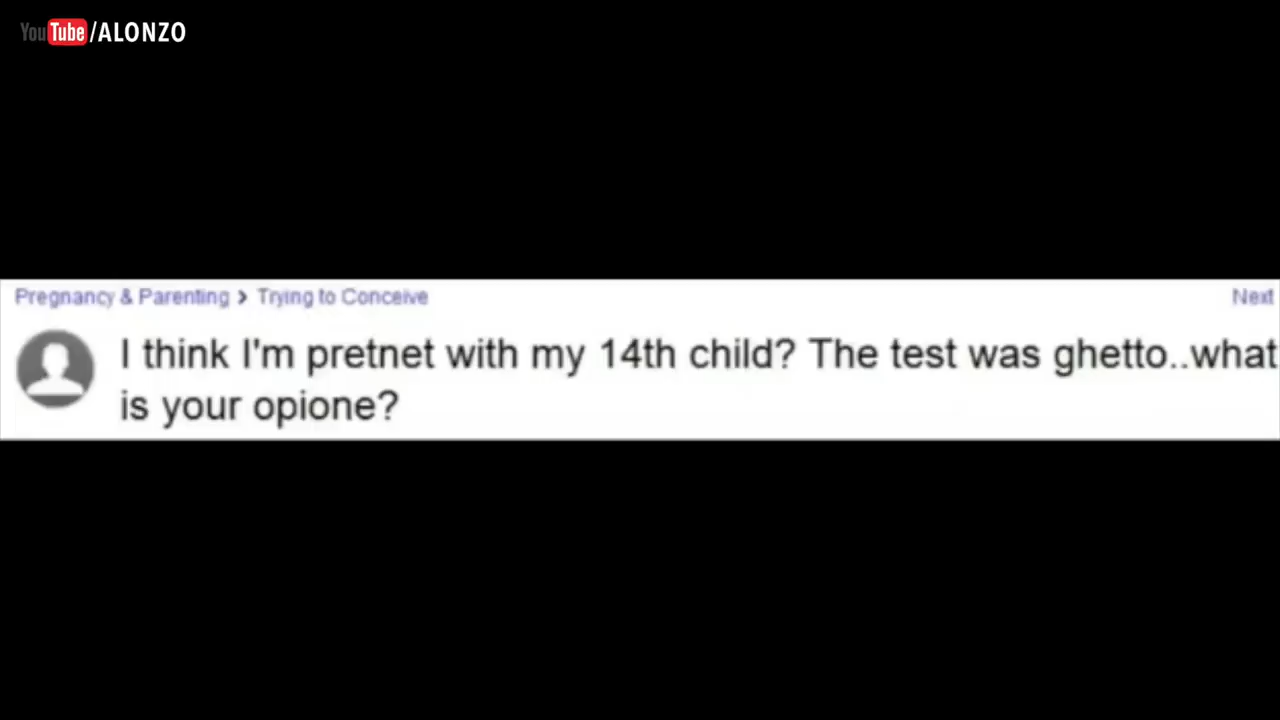 YouTube/ALONZO
Pregnancy & Parenting > Trying to Conceive Next
I think I'm pretnet with my 14th child? The test was ghetto..what
is your opione?